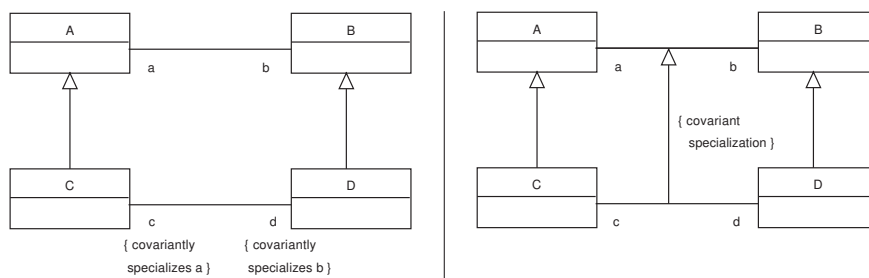 A
B
a
b
C
D
c
d
{ covariantly
specializes a }
{ covariantly
specializes b }
A
B
a
b
{ covariant
specialization }
C
D
c
d